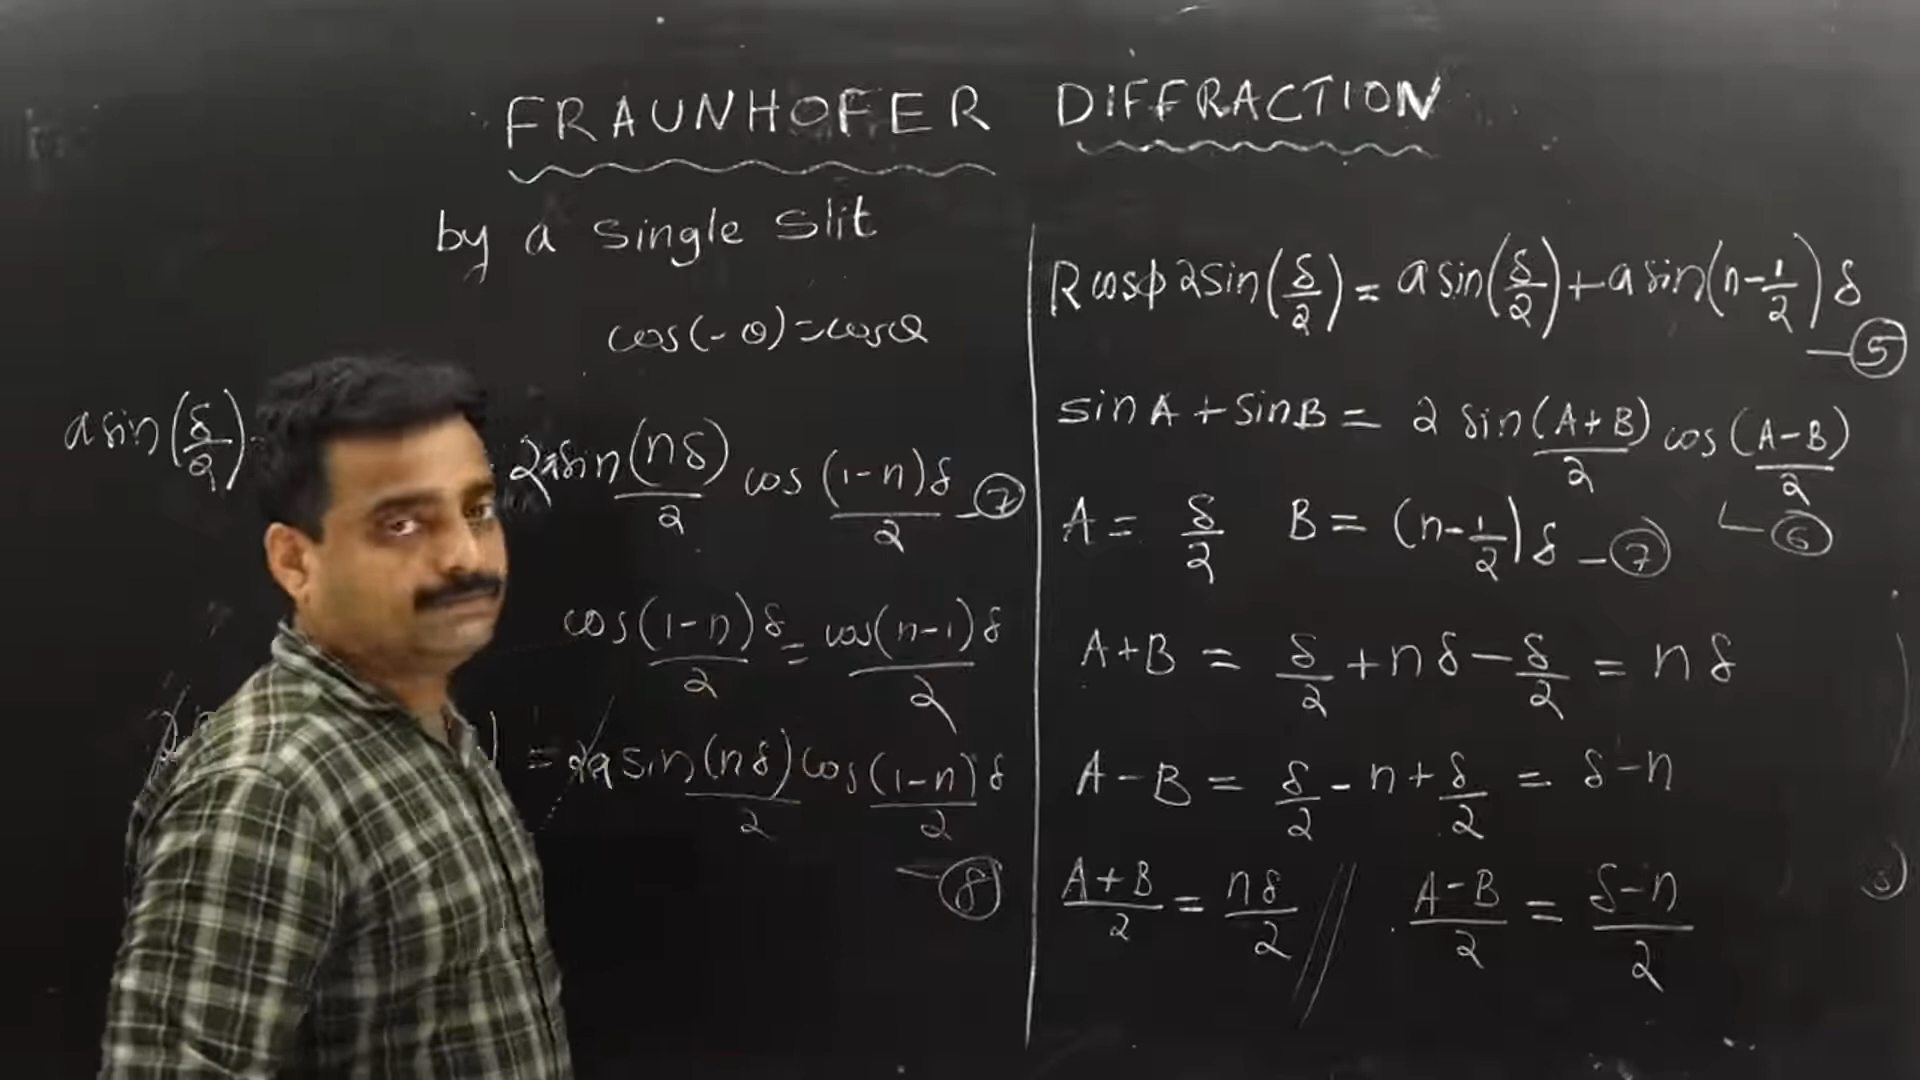 FRAUNHOFER DIFFRACTION
by a single slit
cos(-θ)=cosθ
a sin(δ/2)
2a sin(nδ)/2 cos (1-n)δ/2 -⑦
cos(1-n)δ/2 = cos(n-1)δ/2
= 2a sin(nδ)/2 cos(1-n)δ/2
-⑧
R cosϕ 2sin(δ/2) = a sin(δ/2) + a sin(n-1/2)δ
-⑤
sin A + sin B = 2 sin(A+B)/2 cos(A-B)/2
-⑥
A = δ/2 B = (n-1/2)δ -⑦
A+B = δ/2 + nδ - δ/2 = nδ
A-B = δ/2 - n + δ/2 = δ-n
A+B/2 = nδ/2 // A-B/2 = δ-n/2